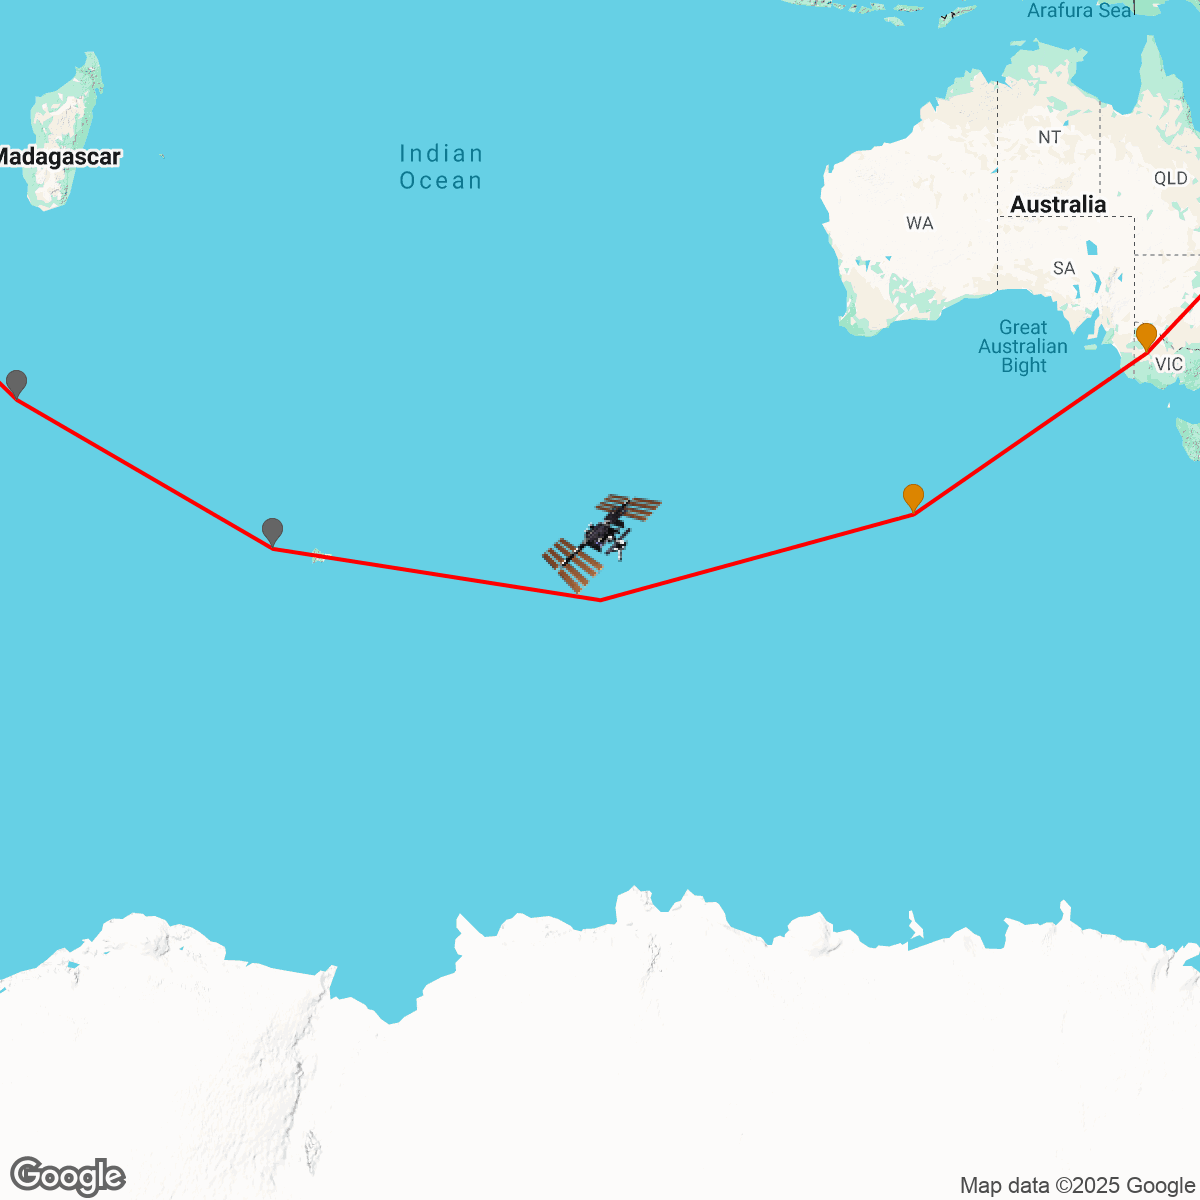 Arafura Sea
Madagascar
Indian
Ocean
NT
QLD
Australia
WA
SA
Great
Australian
Bight
VIC
Google
Map data ©2025 Google